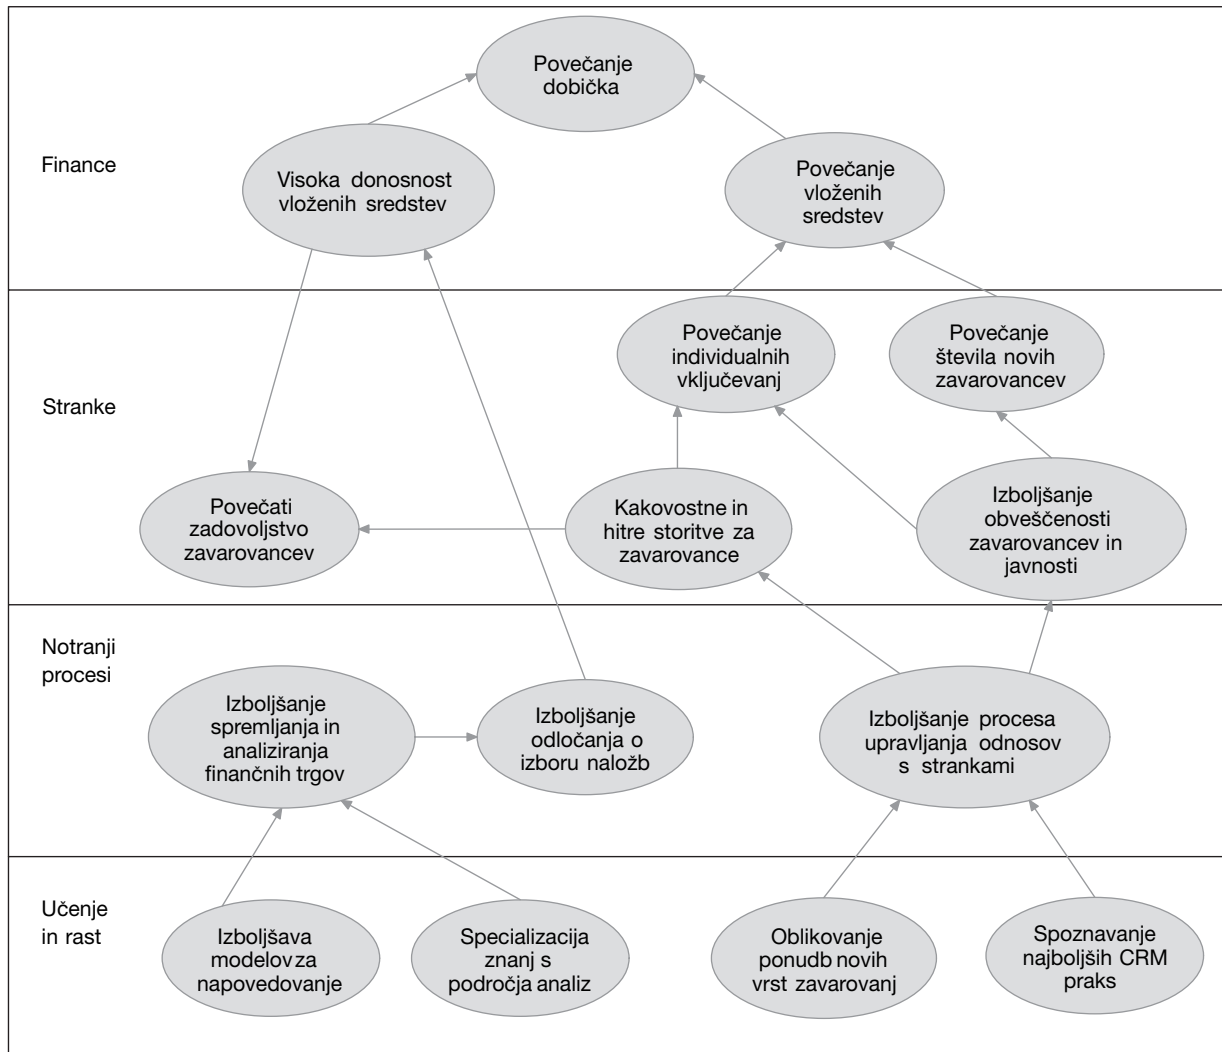 Povečanje
dobička
Finance
Visoka donosnost
vloženih sredstev
Povečanje
vloženih
sredstev
Stranke
Povečanje
individualnih
vključevanj
Povečanje
števila novih
zavarovancev
Povečati
zadovoljstvo
zavarovancev
Kakovostne in
hitre storitve za
zavarovance
Izboljšanje
obveščenosti
zavarovancev in
javnosti
Notranji
procesi
Izboljšanje
spremljanja in
analiziranja
finančnih trgov
Izboljšanje
odločanja o
izboru naložb
Izboljšanje procesa
upravljanja odnosov
s strankami
Učenje
in rast
Izboljšava
modelov za
napovedovanje
Specializacija
znanj s
področja analiz
Oblikovanje
ponudb novih
vrst zavarovanj
Spoznavanje
najboljših CRM
praks